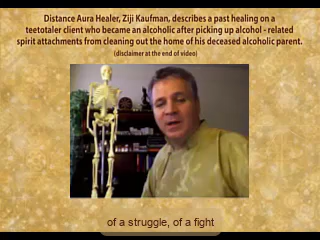 Distance Aura Healer, Ziji Kaufman, describes a past healing on a
teetotaler client who became an alcoholic after picking up alcohol - related
spirit attachments from cleaning out the home of his deceased alcoholic parent.
(disclaimer at the end of video)
of a struggle, of a fight